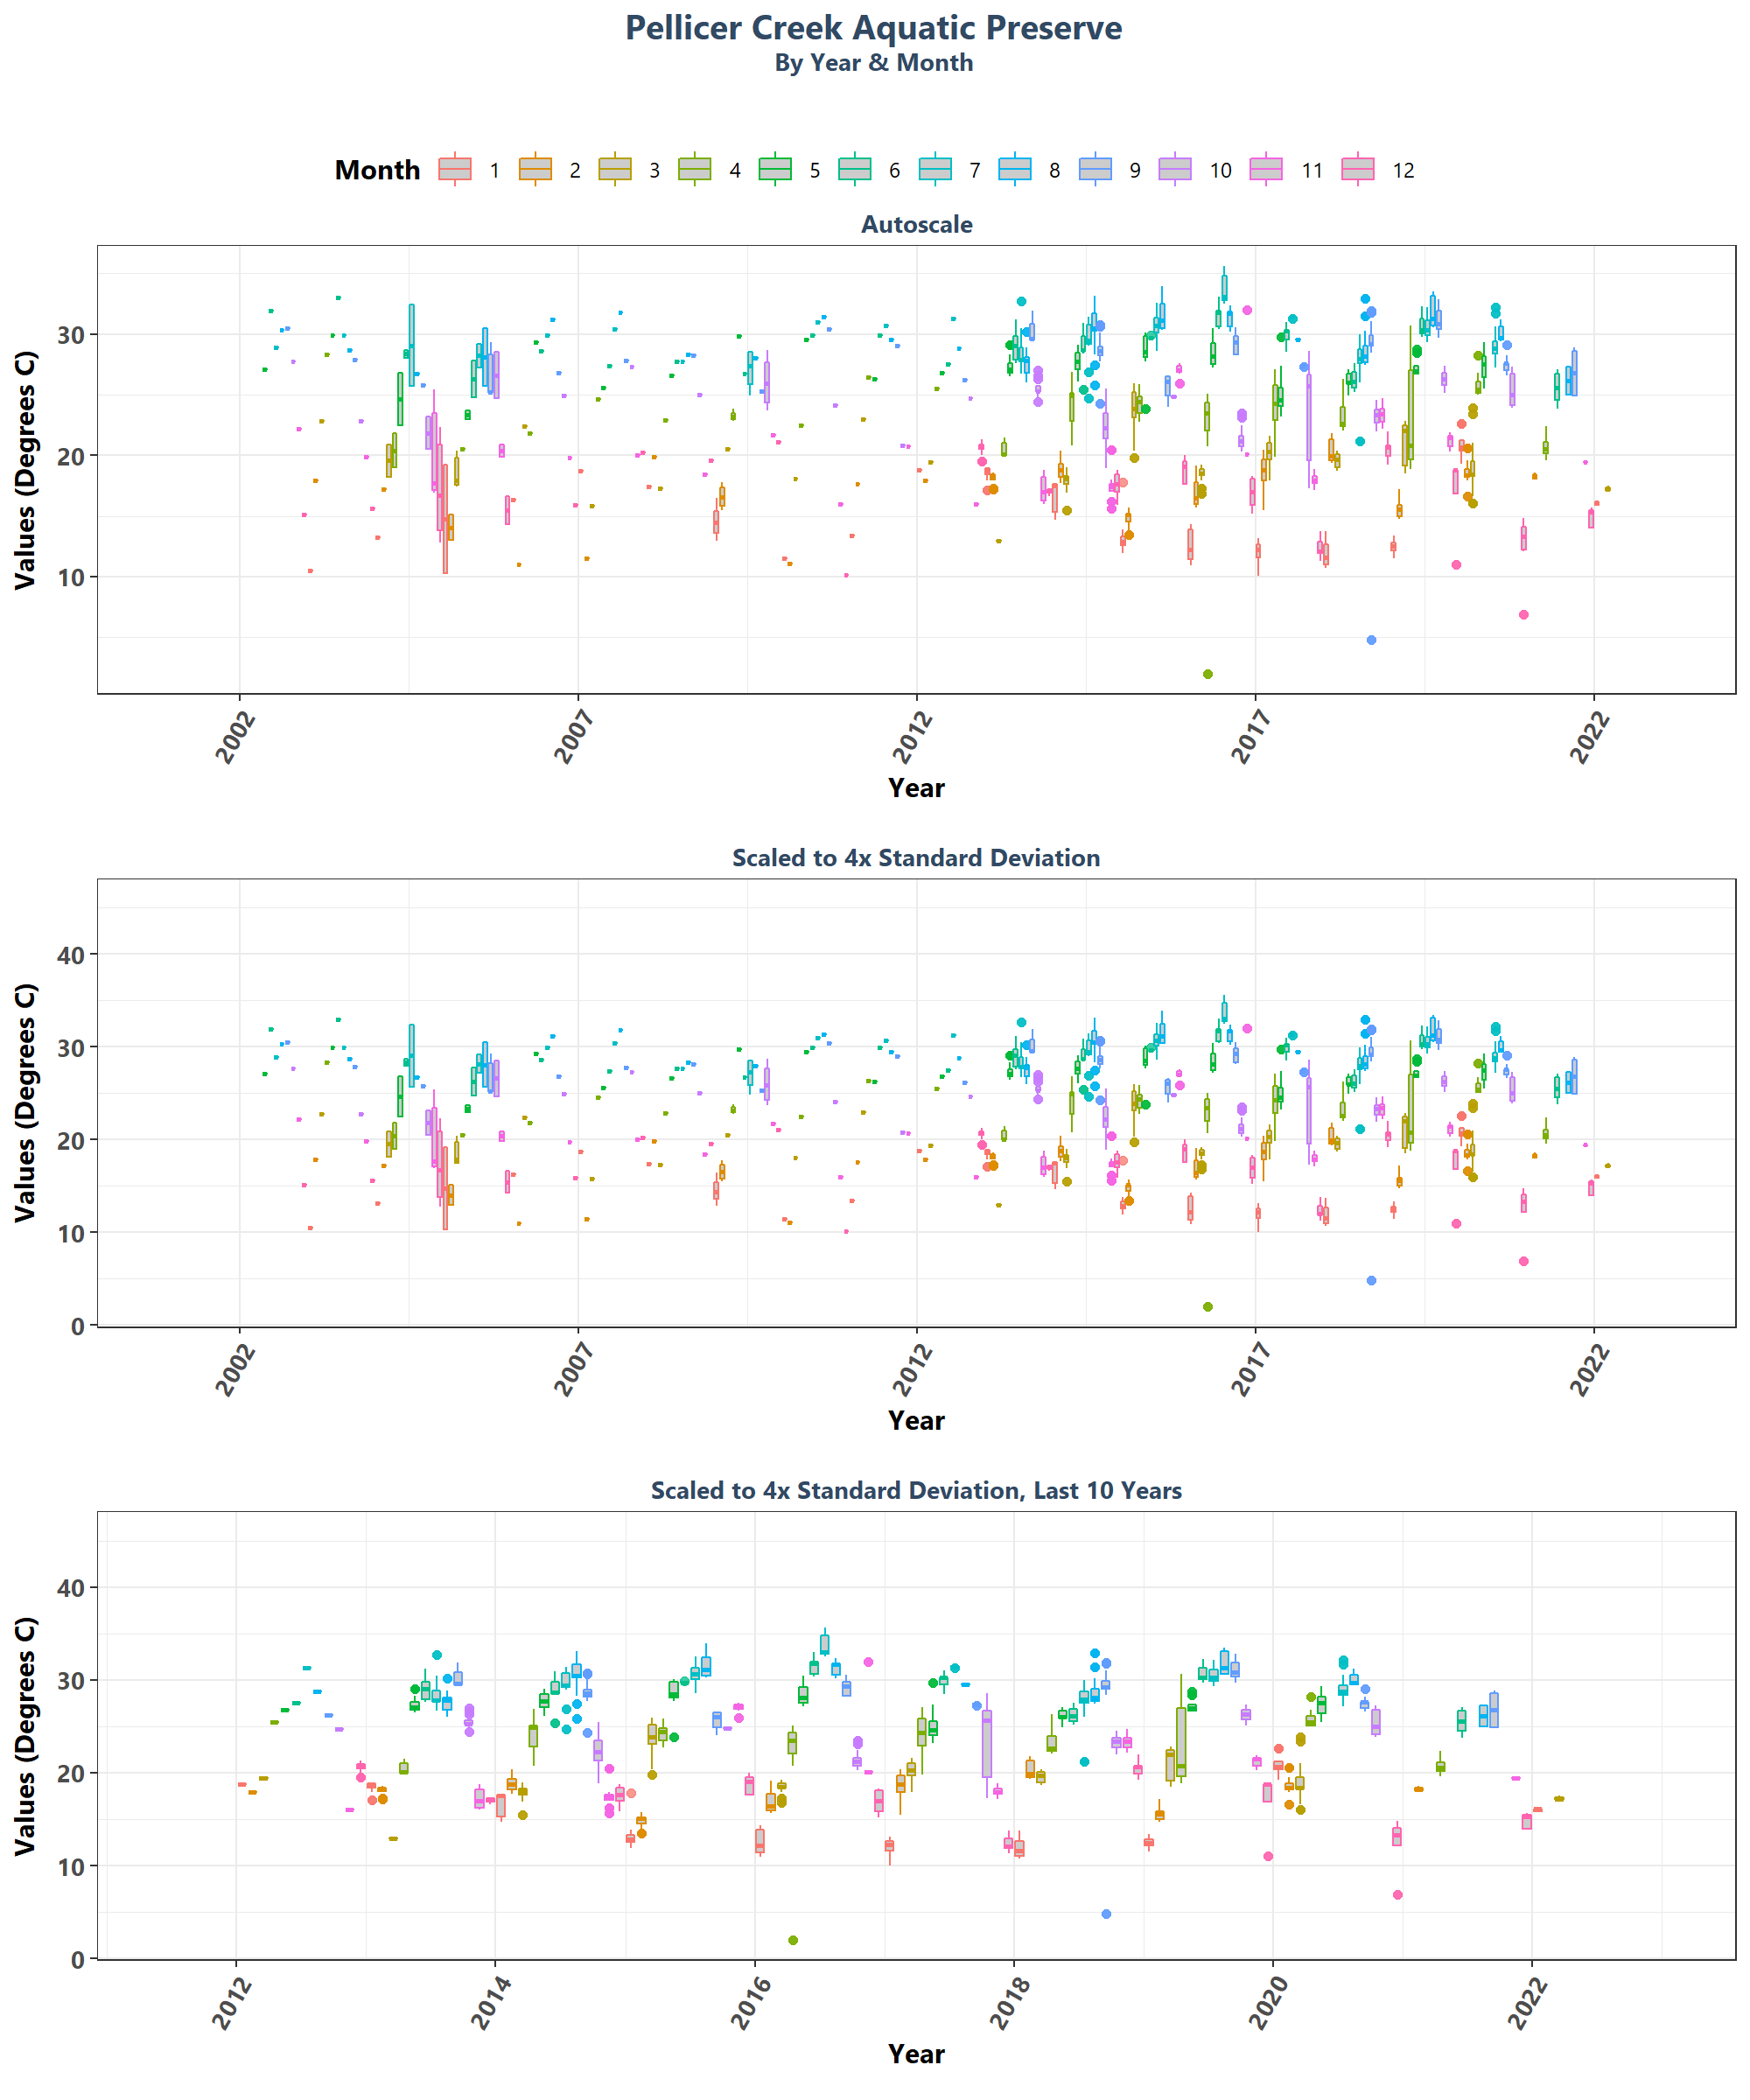 Pellicer Creek Aquatic Preserve
By Year & Month
Month 1 2 3 4 5 6 7 8 9 10 11 12
Autoscale
Values (Degrees C)
30
20
10
2002 2007 2012 2017 2022
Year
Scaled to 4x Standard Deviation
Values (Degrees C)
40
30
20
10
0
2002 2007 2012 2017 2022
Year
Scaled to 4x Standard Deviation, Last 10 Years
Values (Degrees C)
40
30
20
10
0
2012 2014 2016 2018 2020 2022
Year